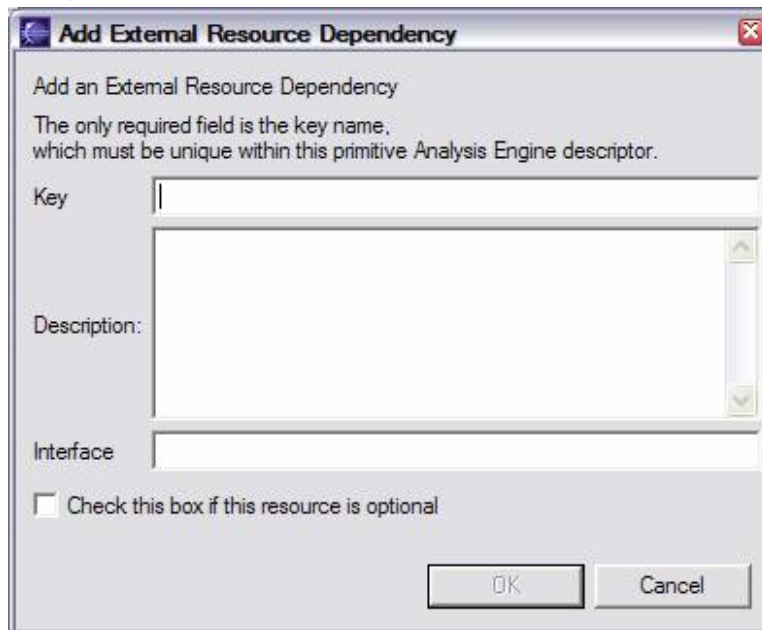 Add External Resource Dependency
Add an External Resource Dependency
The only required field is the key name,
which must be unique within this primitive Analysis Engine descriptor.
Key
Description:
Interface
Check this box if this resource is optional
OK
Cancel